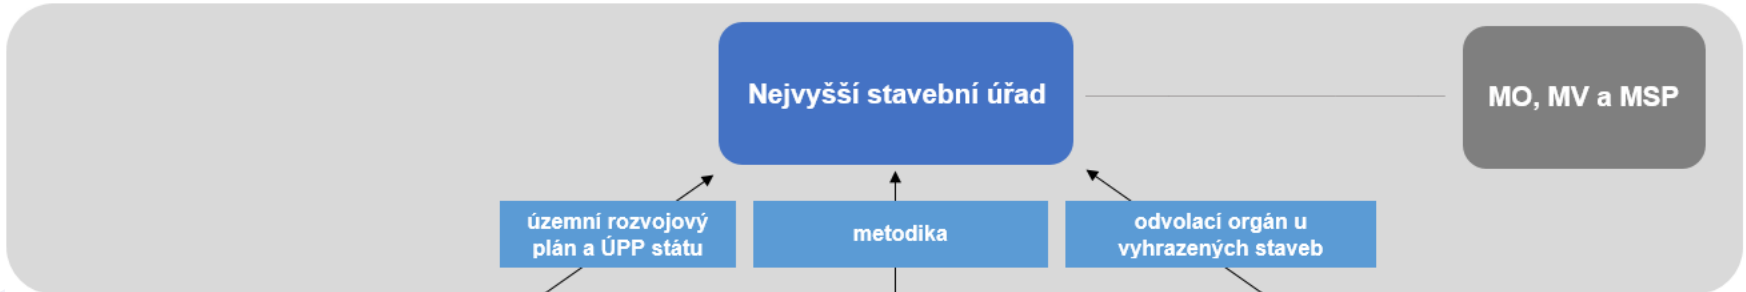 Nejvyšší stavební úřad
MO, MV a MSP
územní rozvojový
plán a ÚPP státu
metodika
odvolací orgán u
vyhrazených staveb